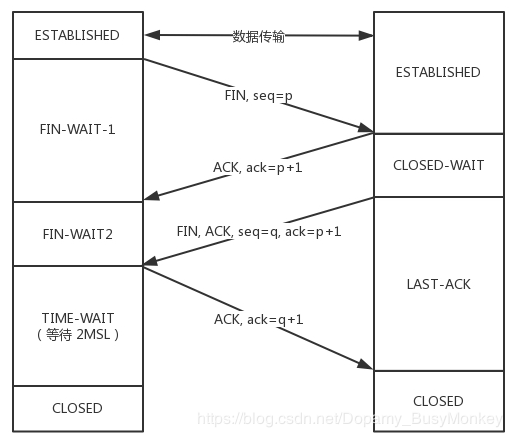 ESTABLISHED
数据传输
ESTABLISHED
FIN, seq=p
FIN-WAIT-1
ACK, ack=p+1
CLOSED-WAIT
FIN, ACK, seq=q, ack=p+1
FIN-WAIT2
LAST-ACK
TIME-WAIT
（等待 2MSL）
ACK, ack=q+1
CLOSED
CLOSED
https://blog.csdn.net/Dopamy_BusyMonkey